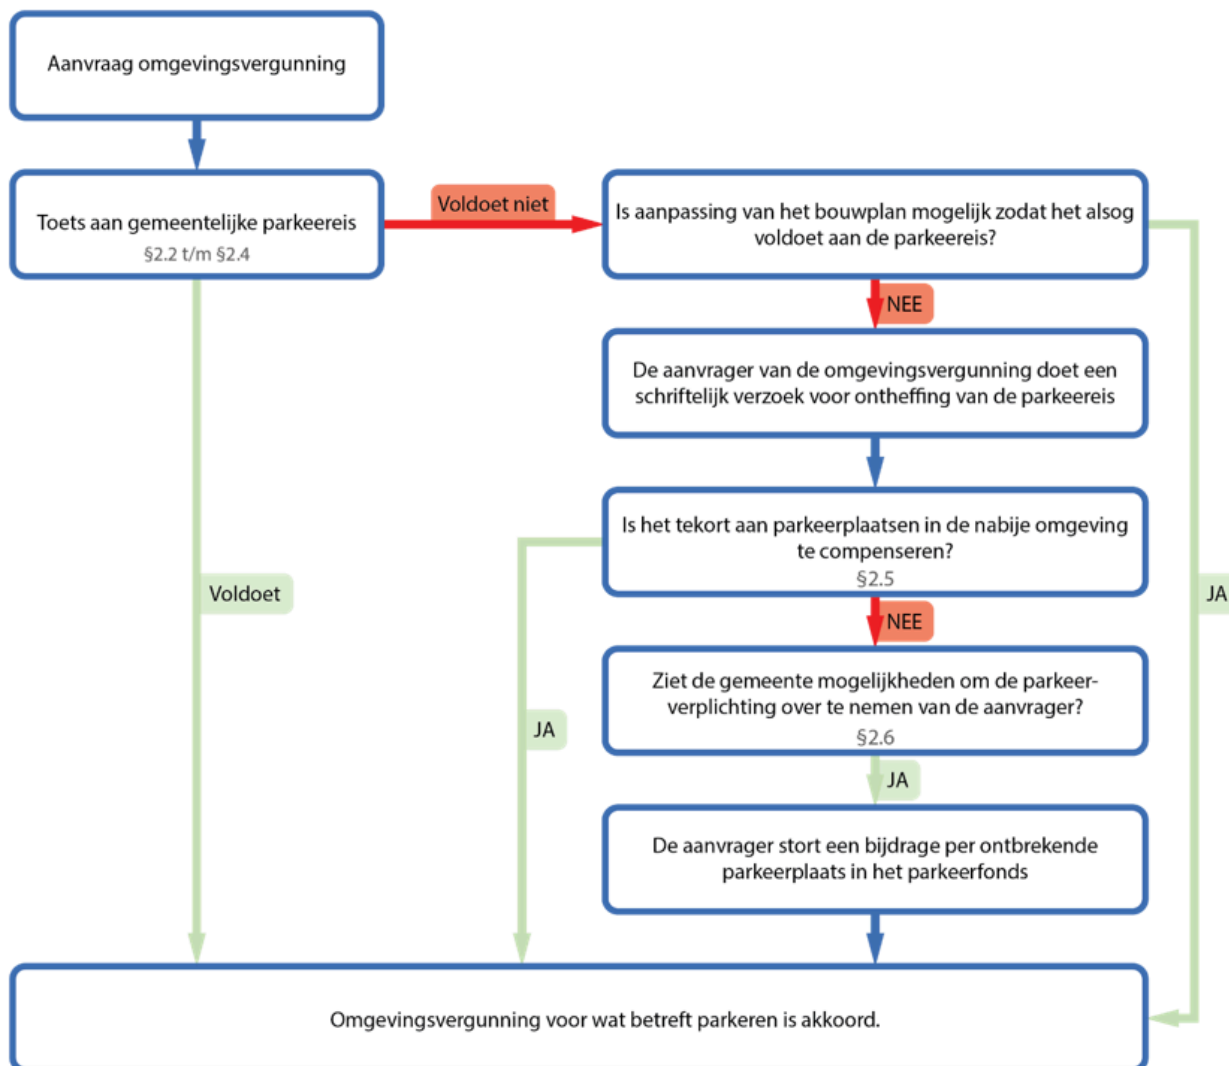 Aanvraag omgevingsvergunning
Toets aan gemeentelijke parkeereis
§2.2 t/m §2.4
Voldoet niet
Is aanpassing van het bouwplan mogelijk zodat het alsog
voldoet aan de parkeereis?
NEE
De aanvrager van de omgevingsvergunning doet een
schriftelijk verzoek voor ontheffing van de parkeereis
Is het tekort aan parkeerplaatsen in de nabije omgeving
te compenseren?
§2.5
Voldoet
JA
NEE
Ziet de gemeente mogelijkheden om de parkeer-
verplichting over te nemen van de aanvrager?
§2.6
JA
JA
De aanvrager stort een bijdrage per ontbrekende
parkeerplaats in het parkeerfonds
Omgevingsvergunning voor wat betreft parkeren is akkoord.